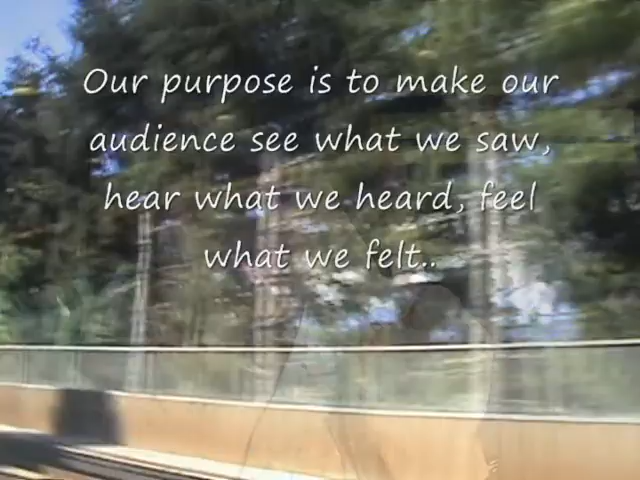 Our purpose is to make our
audience see what we saw,
hear what we heard, feel
what we felt..